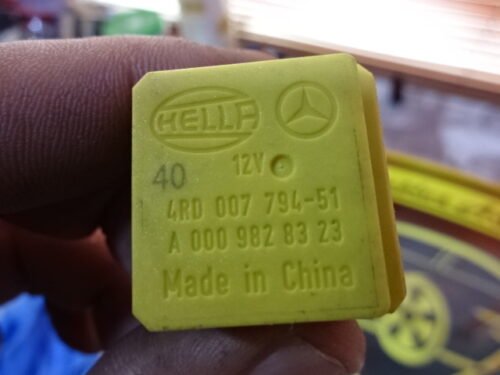 HELLA
12V
40
4RD 007 794-51
A 000 982 83 23
Made in China